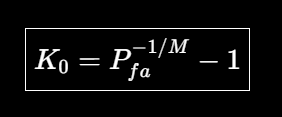 $K_0 = P_{fa}^{-1/M} - 1$